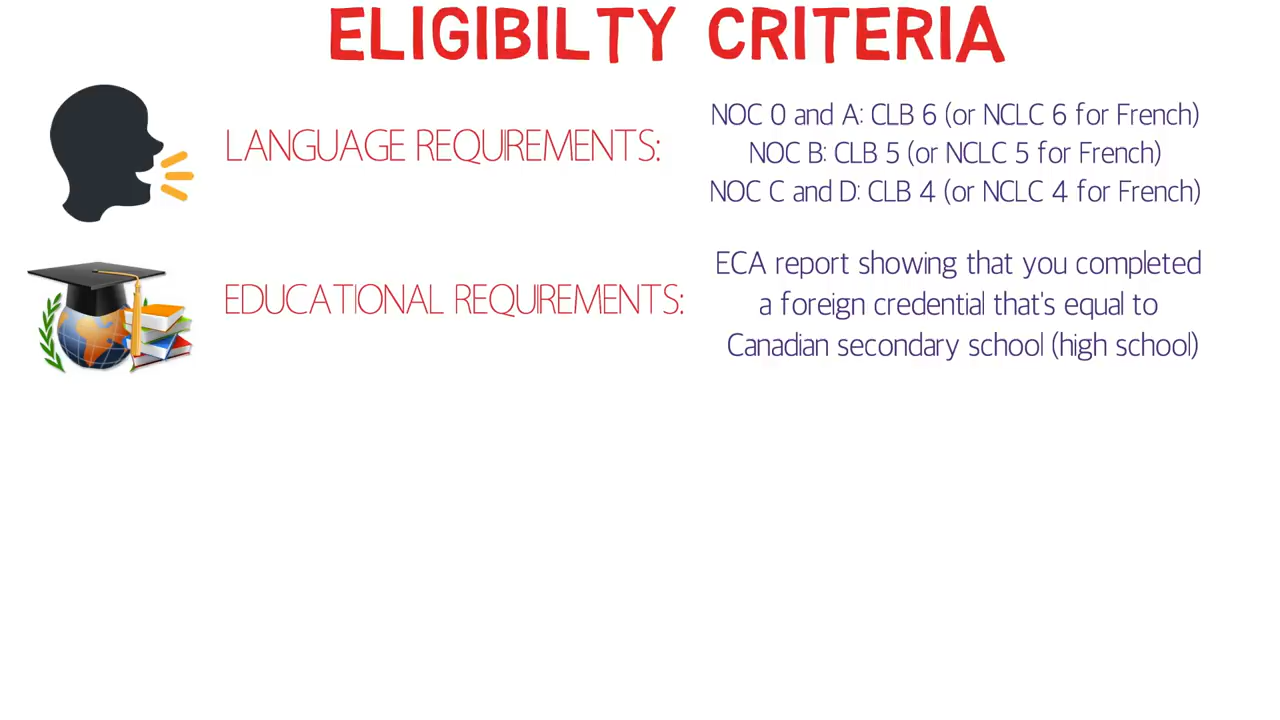 ELIGIBILTY CRITERIA
LANGUAGE REQUIREMENTS:
NOC 0 and A: CLB 6 (or NCLC 6 for French)
NOC B: CLB 5 (or NCLC 5 for French)
NOC C and D: CLB 4 (or NCLC 4 for French)
EDUCATIONAL REQUIREMENTS:
ECA report showing that you completed
a foreign credential that's equal to
Canadian secondary school (high school)